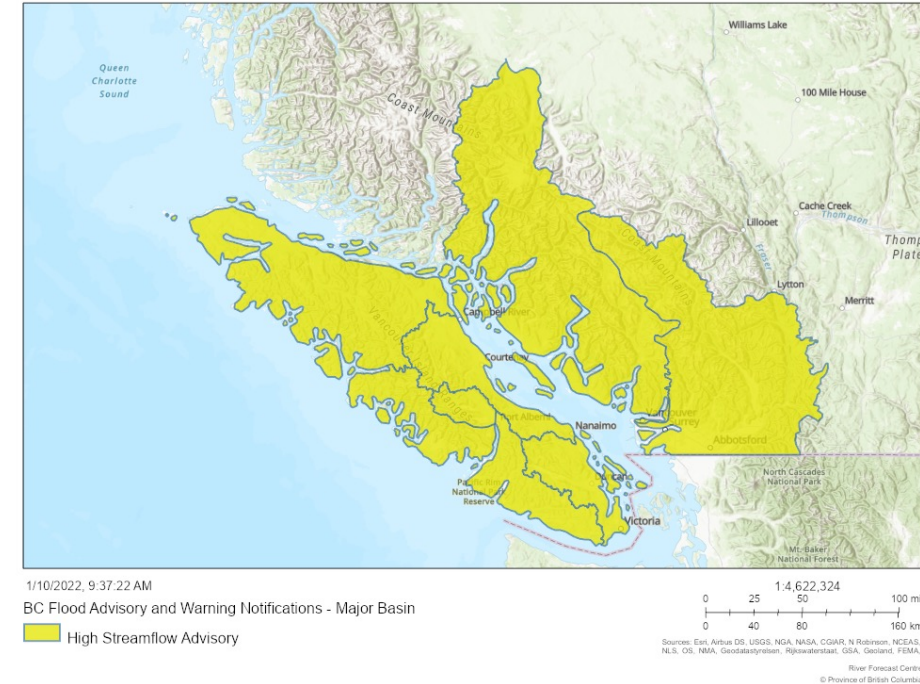 Williams Lake
Queen
Charlotte
Sound
100 Mile House
Coast Mountains
Cache Creek
Thompson
Lillooet
Fraser
Thomp
Plate
Lytton
Merritt
Campbell River
Courtenay
Port Alberni
Nanaimo
Vancouver
Surrey
Abbotsford
Duncan
North Cascades
National Park
Pacific Rim
National Park
Reserve
Victoria
Mt. Baker
National Forest
1/10/2022, 9:37:22 AM
BC Flood Advisory and Warning Notifications - Major Basin
High Streamflow Advisory
1:4,622,324
0 25 50 100 mi
0 40 80 160 km
Sources: Esri, Airbus DS, USGS, NGA, NASA, CGIAR, N Robinson, NCEAS,
NLS, OS, NMA, Geodatastyrelsen, Rijkswaterstaat, GSA, Geoland, FEMA,
River Forecast Centre
© Province of British Columbia